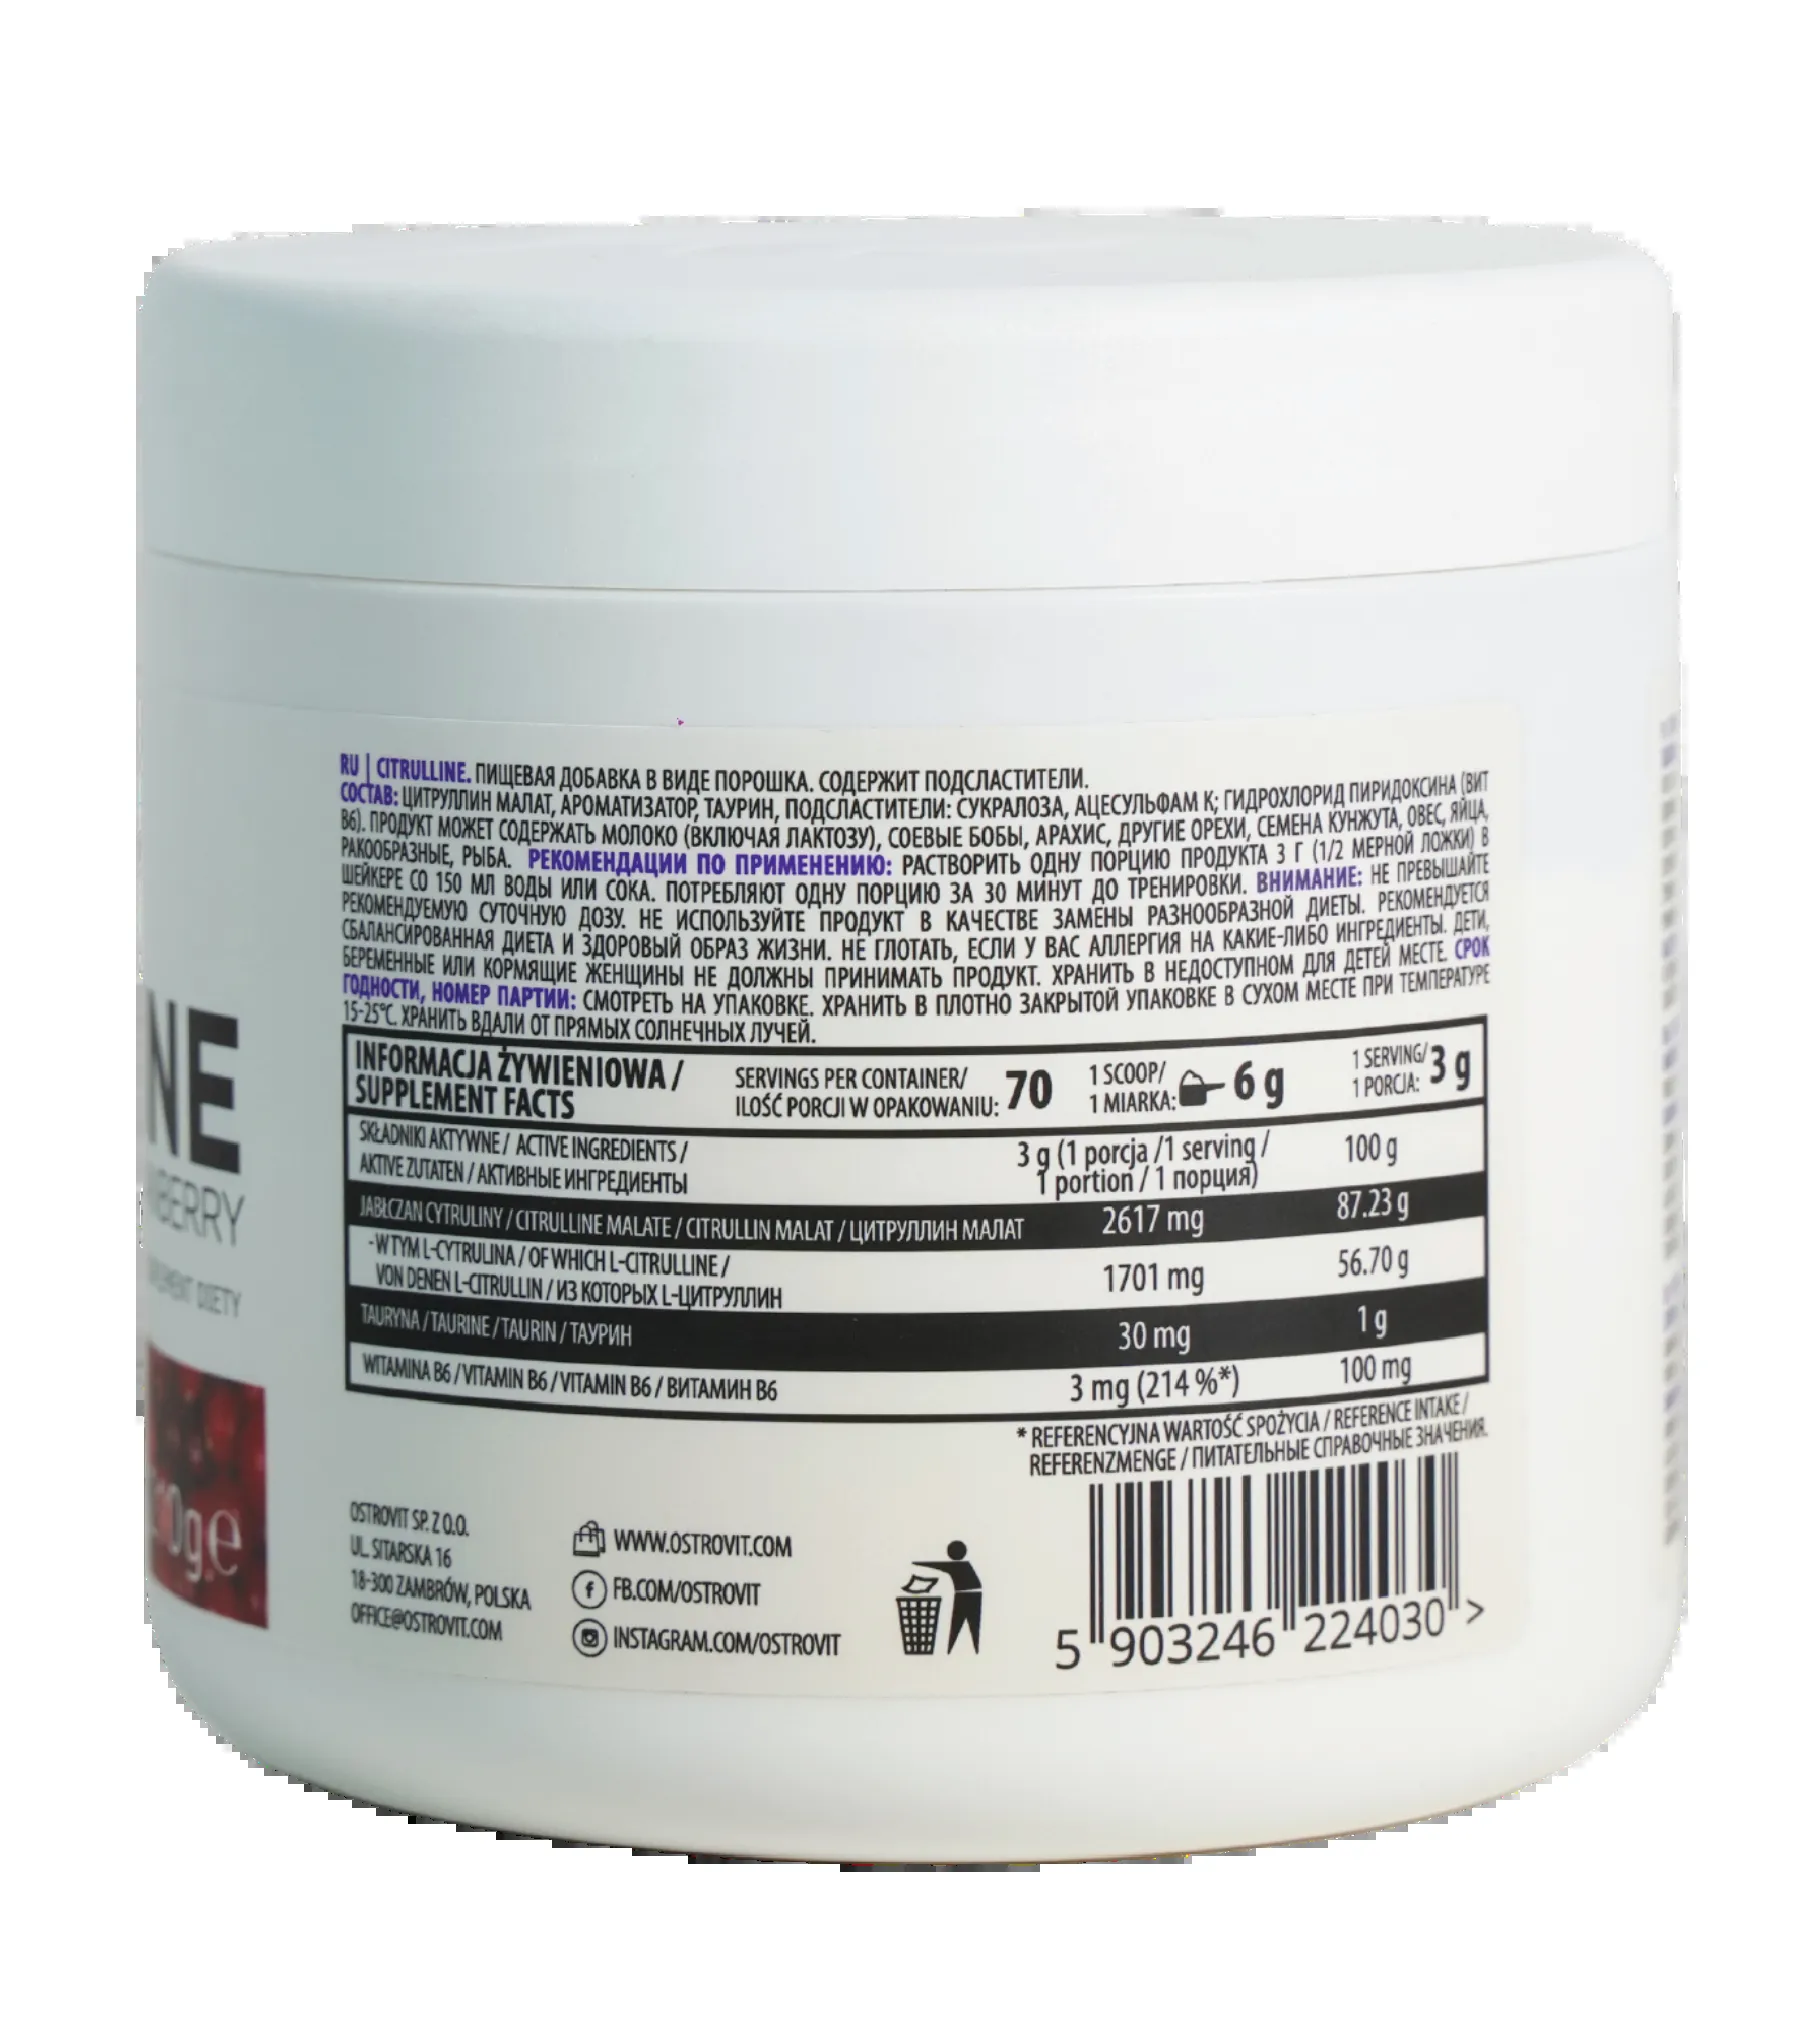 RU | CITRULLINE. ПИЩЕВАЯ ДОБАВКА В ВИДЕ ПОРОШКА. СОДЕРЖИТ ПОДСЛАСТИТЕЛИ.
СОСТАВ: ЦИТРУЛЛИН МАЛАТ, АРОМАТИЗАТОР, ТАУРИН, ПОДСЛАСТИТЕЛИ: СУКРАЛОЗА, АЦЕСУЛЬФАМ К; ГИДРОХЛОРИД ПИРИДОКСИНА (ВИТ
B6). ПРОДУКТ МОЖЕТ СОДЕРЖАТЬ МОЛОКО (ВКЛЮЧАЯ ЛАКТОЗУ), СОЕВЫЕ БОБЫ, АРАХИС, ДРУГИЕ ОРЕХИ, СЕМЕНА КУНЖУТА, ОВЕС, ЯЙЦА,
РАКООБРАЗНЫЕ, РЫБА. РЕКОМЕНДАЦИИ ПО ПРИМЕНЕНИЮ: РАСТВОРИТЬ ОДНУ ПОРЦИЮ ПРОДУКТА 3 Г (1/2 МЕРНОЙ ЛОЖКИ) В
ШЕЙКЕРЕ СО 150 МЛ ВОДЫ ИЛИ СОКА. ПОТРЕБЛЯЮТ ОДНУ ПОРЦИЮ ЗА 30 МИНУТ ДО ТРЕНИРОВКИ. ВНИМАНИЕ: НЕ ПРЕВЫШАЙТЕ
РЕКОМЕНДУЕМУЮ СУТОЧНУЮ ДОЗУ. НЕ ИСПОЛЬЗУЙТЕ ПРОДУКТ В КАЧЕСТВЕ ЗАМЕНЫ РАЗНООБРАЗНОЙ ДИЕТЫ. РЕКОМЕНДУЕТСЯ
СБАЛАНСИРОВАННАЯ ДИЕТА И ЗДОРОВЫЙ ОБРАЗ ЖИЗНИ. НЕ ГЛОТАТЬ, ЕСЛИ У ВАС АЛЛЕРГИЯ НА КАКИЕ-ЛИБО ИНГРЕДИЕНТЫ. ДЕТИ,
БЕРЕМЕННЫЕ ИЛИ КОРМЯЩИЕ ЖЕНЩИНЫ НЕ ДОЛЖНЫ ПРИНИМАТЬ ПРОДУКТ. ХРАНИТЬ В НЕДОСТУПНОМ ДЛЯ ДЕТЕЙ МЕСТЕ. СРОК
ГОДНОСТИ, НОМЕР ПАРТИИ: СМОТРЕТЬ НА УПАКОВКЕ. ХРАНИТЬ В ПЛОТНО ЗАКРЫТОЙ УПАКОВКЕ В СУХОМ МЕСТЕ ПРИ ТЕМПЕРАТУРЕ
15-25°C. ХРАНИТЬ ВДАЛИ ОТ ПРЯМЫХ СОЛНЕЧНЫХ ЛУЧЕЙ.
INFORMACJA ŻYWIENIOWA /
SUPPLEMENT FACTS
SERVINGS PER CONTAINER/
ILOŚĆ PORCJI W OPAKOWANIU: 70
1 SCOOP/
1 MIARKA: 6 g
1 SERVING/
1 PORCJA: 3 g
SKŁADNIKI AKTYWNE / ACTIVE INGREDIENTS /
AKTIVE ZUTATEN / АКТИВНЫЕ ИНГРЕДИЕНТЫ
3 g (1 porcja /1 serving /
1 portion / 1 порция)
100 g
JABŁCZAN CYTRULINY / CITRULLINE MALATE / CITRULLIN MALAT / ЦИТРУЛЛИН МАЛАТ 2617 mg 87.23 g
- W TYM L-CYTRULINA / OF WHICH L-CITRULLINE /
VON DENEN L-CITRULLIN / ИЗ КОТОРЫХ L-ЦИТРУЛЛИН 1701 mg 56.70 g
TAURYNA / TAURINE / TAURIN / ТАУРИН 30 mg 1 g
WITAMINA B6 / VITAMIN B6 / VITAMIN B6 / ВИТАМИН B6 3 mg (214 %*) 100 mg
* REFERENCYJNA WARTOŚĆ SPOŻYCIA / REFERENCE INTAKE /
REFERENZMENGE / ПИТАТЕЛЬНЫЕ СПРАВОЧНЫЕ ЗНАЧЕНИЯ.
OSTROVIT SP. Z O.O.
UL. SITARSKA 16
18-300 ZAMBRÓW, POLSKA
OFFICE@OSTROVIT.COM
WWW.OSTROVIT.COM
FB.COM/OSTROVIT
INSTAGRAM.COM/OSTROVIT
5 903246 224030 >
NE
BERRY
DIETY
0g e